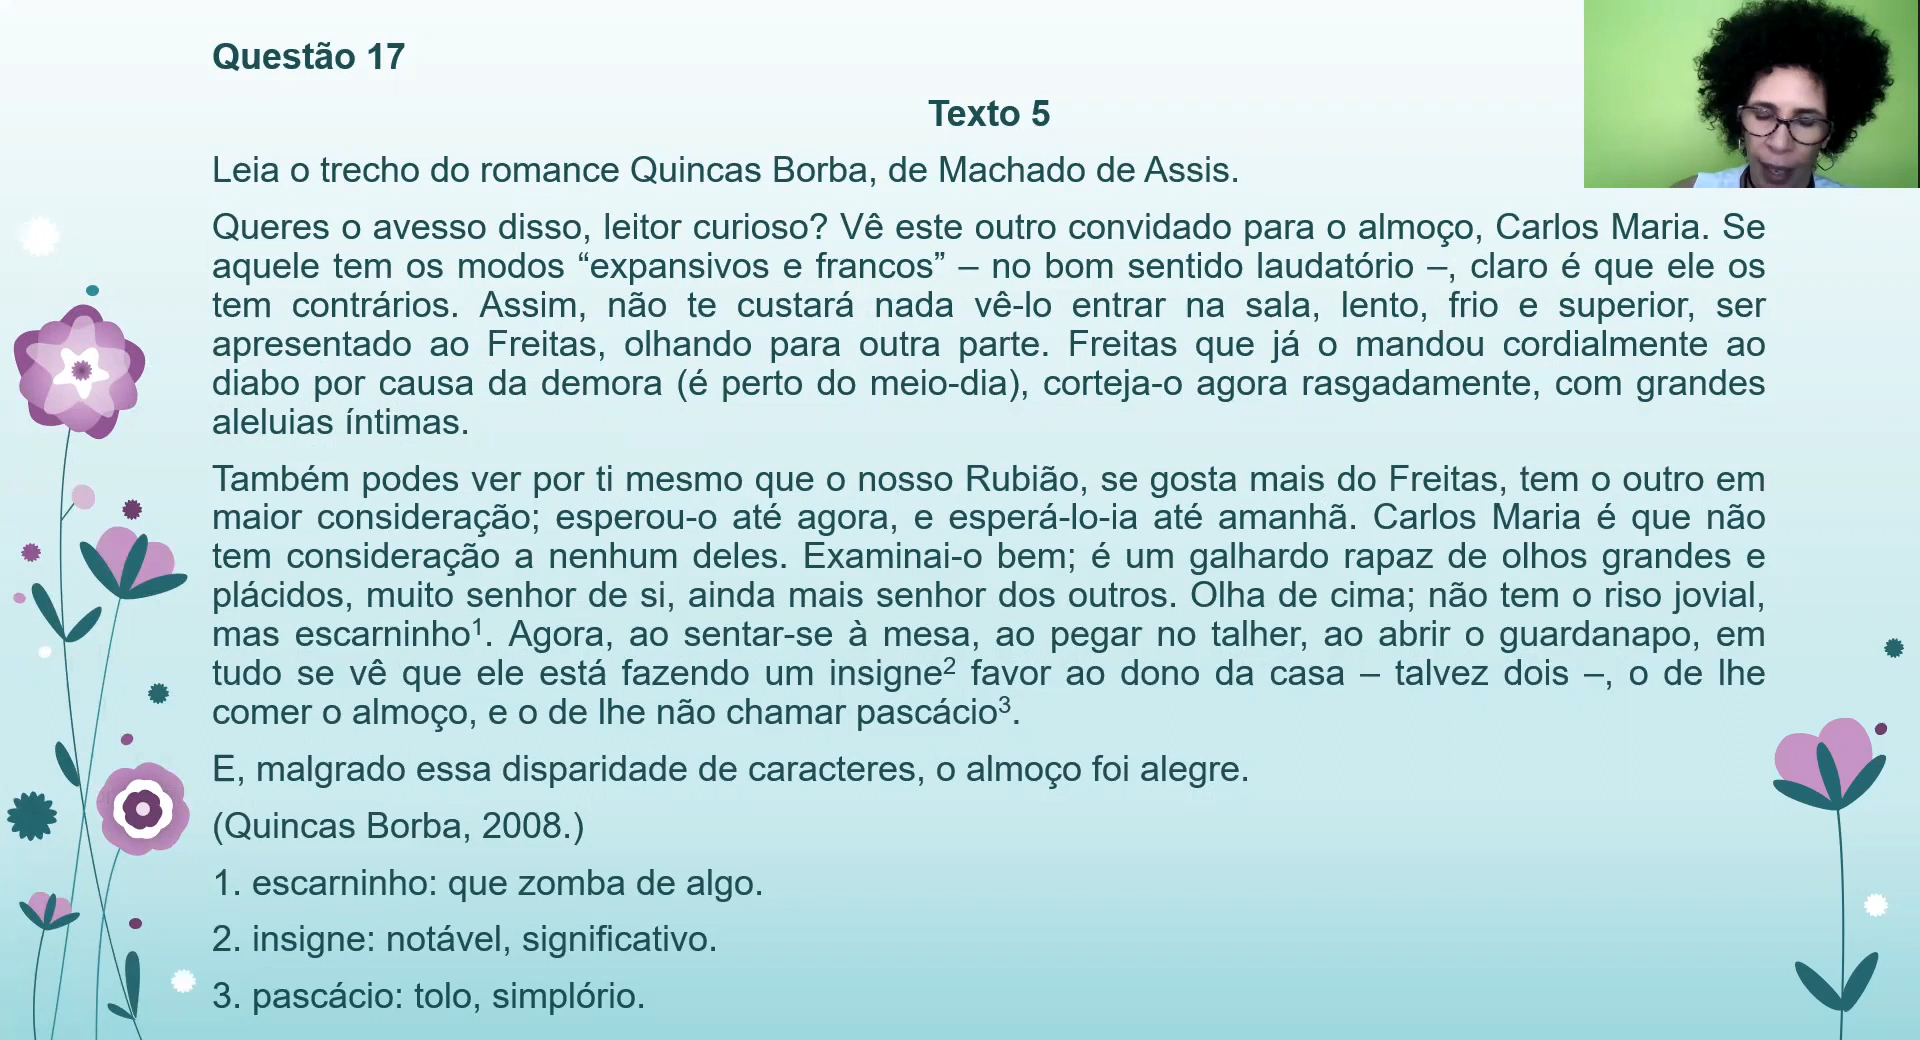 Questão 17
Texto 5
Leia o trecho do romance Quincas Borba, de Machado de Assis.
Queres o avesso disso, leitor curioso? Vê este outro convidado para o almoço, Carlos Maria. Se
aquele tem os modos “expansivos e francos” – no bom sentido laudatório –, claro é que ele os
tem contrários. Assim, não te custará nada vê-lo entrar na sala, lento, frio e superior, ser
apresentado ao Freitas, olhando para outra parte. Freitas que já o mandou cordialmente ao
diabo por causa da demora (é perto do meio-dia), corteja-o agora rasgadamente, com grandes
aleluias íntimas.
Também podes ver por ti mesmo que o nosso Rubião, se gosta mais do Freitas, tem o outro em
maior consideração; esperou-o até agora, e esperá-lo-ia até amanhã. Carlos Maria é que não
tem consideração a nenhum deles. Examinai-o bem; é um galhardo rapaz de olhos grandes e
plácidos, muito senhor de si, ainda mais senhor dos outros. Olha de cima; não tem o riso jovial,
mas escarninho¹. Agora, ao sentar-se à mesa, ao pegar no talher, ao abrir o guardanapo, em
tudo se vê que ele está fazendo um insigne² favor ao dono da casa – talvez dois –, o de lhe
comer o almoço, e o de lhe não chamar pascácio³.
E, malgrado essa disparidade de caracteres, o almoço foi alegre.
(Quincas Borba, 2008.)
1. escarninho: que zomba de algo.
2. insigne: notável, significativo.
3. pascácio: tolo, simplório.